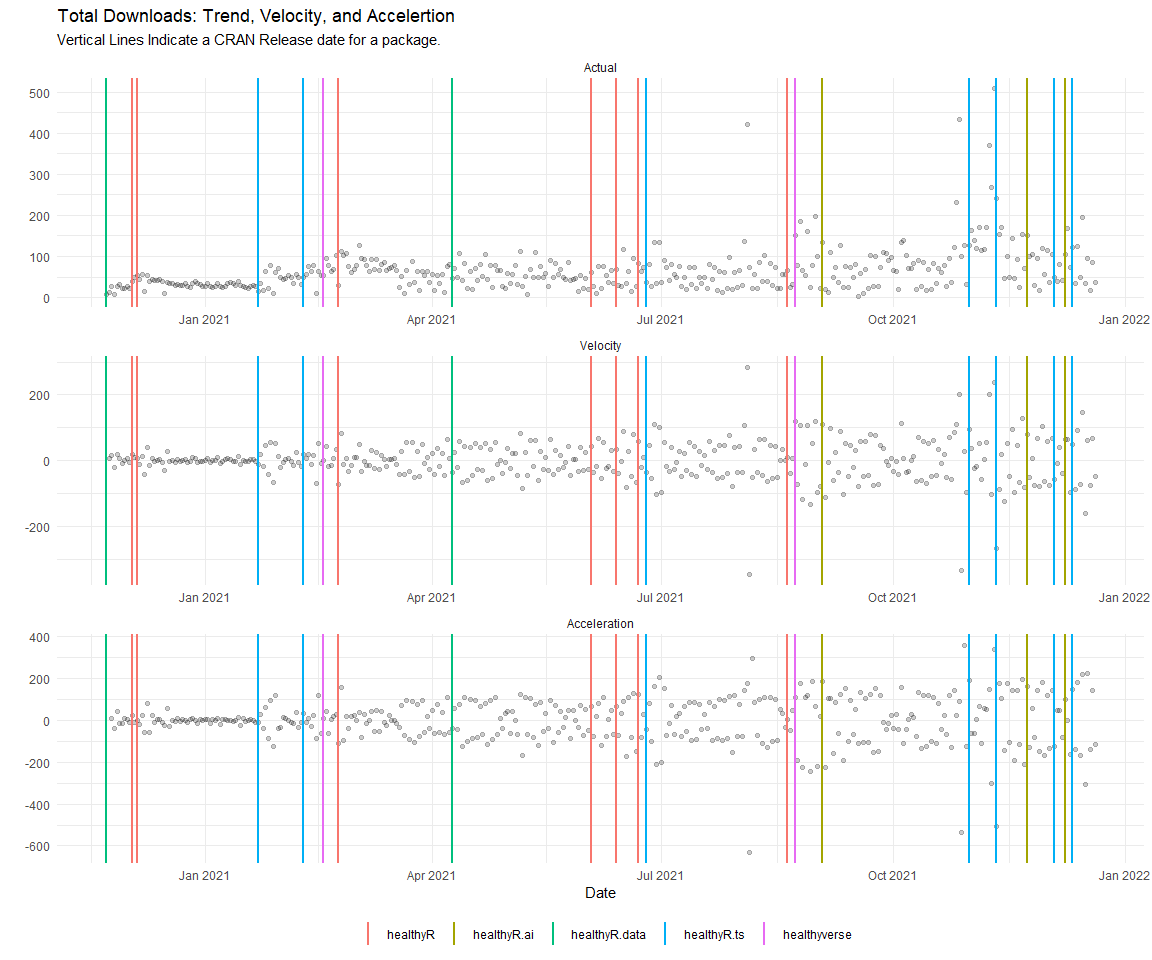 Total Downloads: Trend, Velocity, and Accelertion
Vertical Lines Indicate a CRAN Release date for a package.
Actual
500
400
300
200
100
0
Jan 2021 Apr 2021 Jul 2021 Oct 2021 Jan 2022
Velocity
200
0
-200
Jan 2021 Apr 2021 Jul 2021 Oct 2021 Jan 2022
Acceleration
400
200
0
-200
-400
-600
Jan 2021 Apr 2021 Jul 2021 Oct 2021 Jan 2022
Date
healthyR healthyR.ai healthyR.data healthyR.ts healthyverse